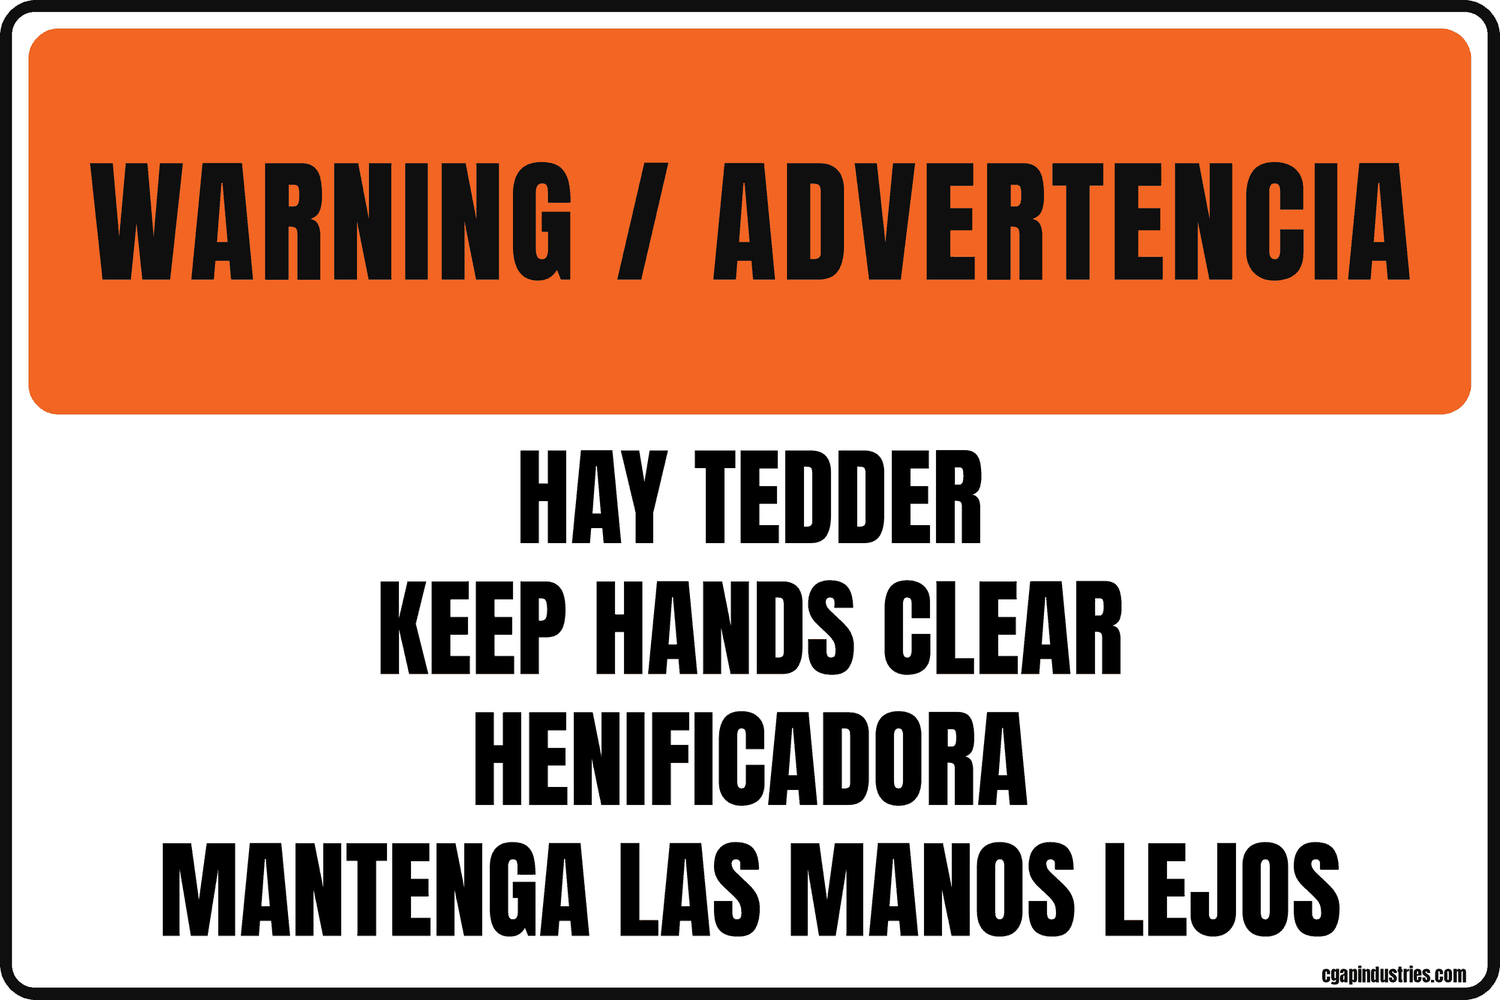 WARNING / ADVERTENCIA
HAY TEDDER
KEEP HANDS CLEAR
HENIFICADORA
MANTENGA LAS MANOS LEJOS
cgapindustries.com